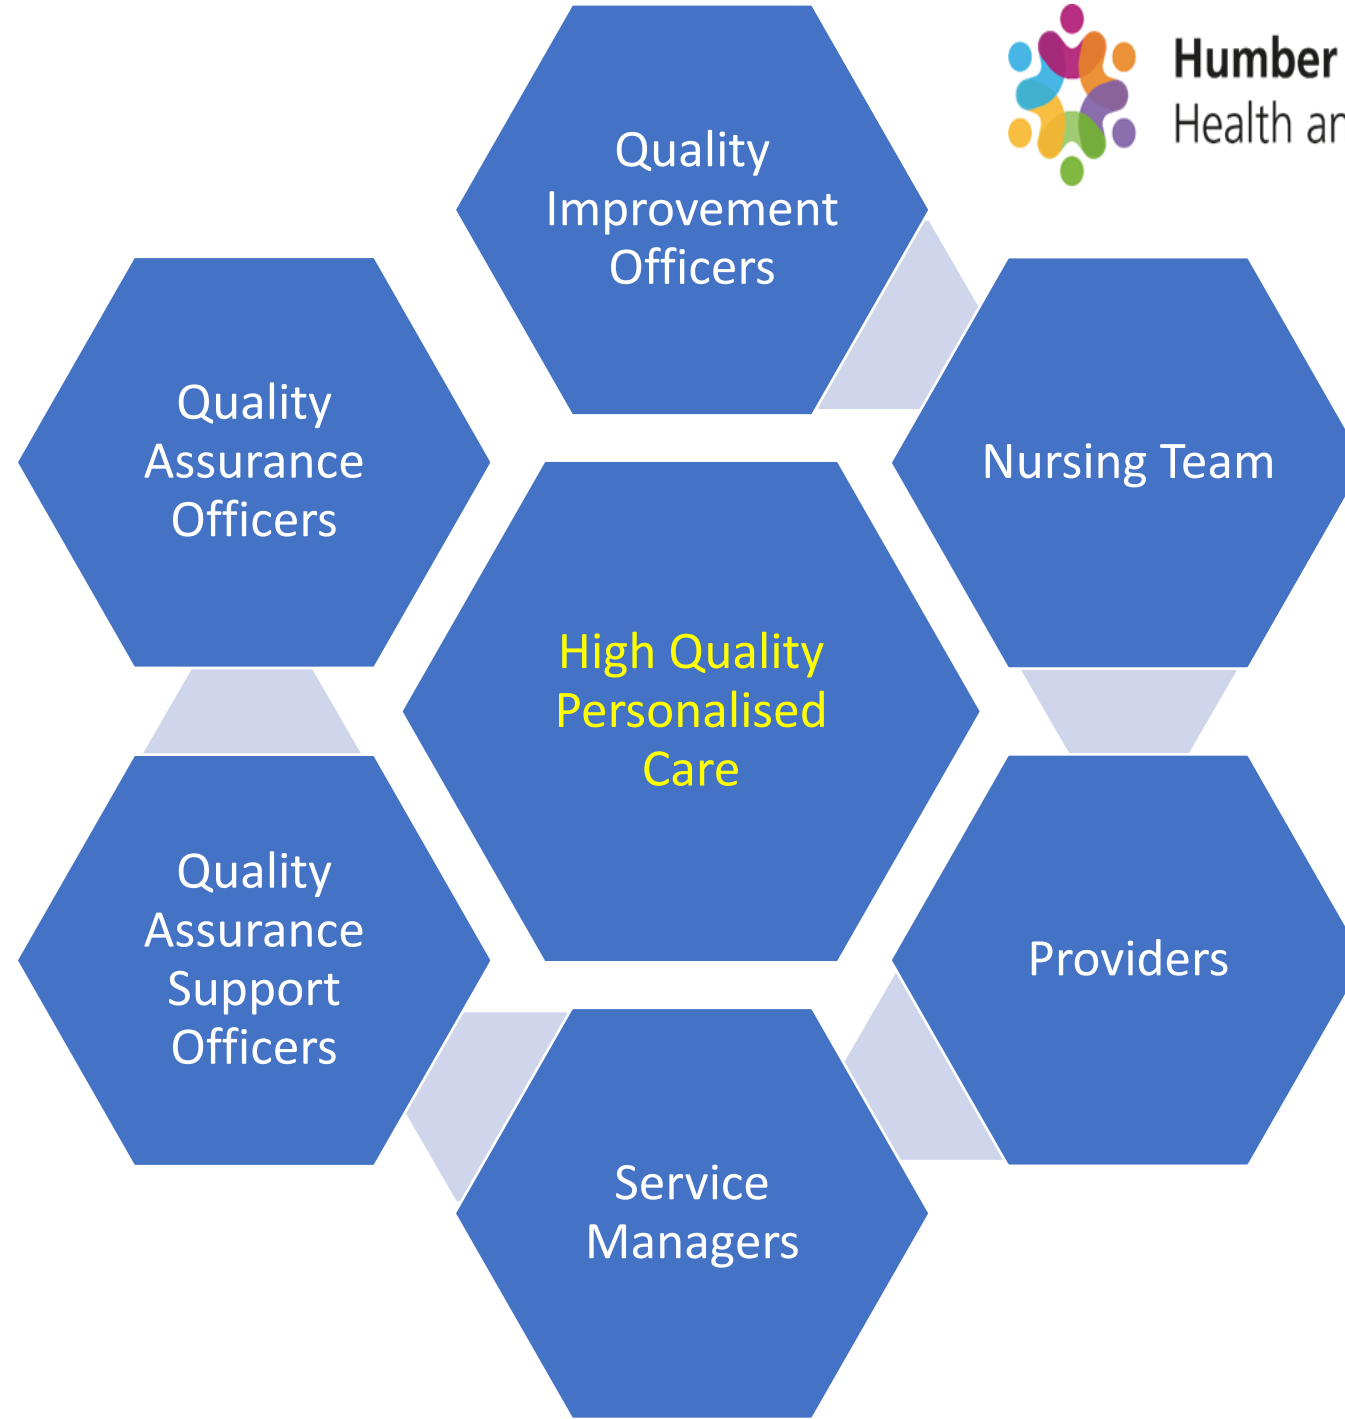 Humber
Health an
Quality
Improvement
Officers
Nursing Team
Providers
Service
Managers
Quality
Assurance
Support
Officers
Quality
Assurance
Officers
High Quality
Personalised
Care